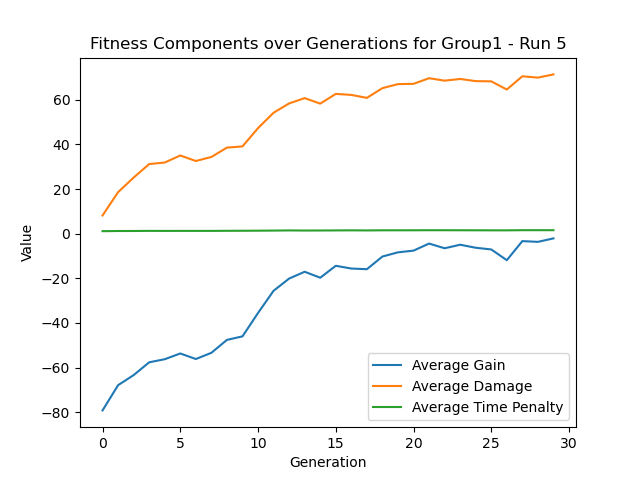 Fitness Components over Generations for Group1 - Run 5
60
40
20
0
−20
−40
−60
−80
Value
0 5 10 15 20 25 30
Generation
Average Gain
Average Damage
Average Time Penalty